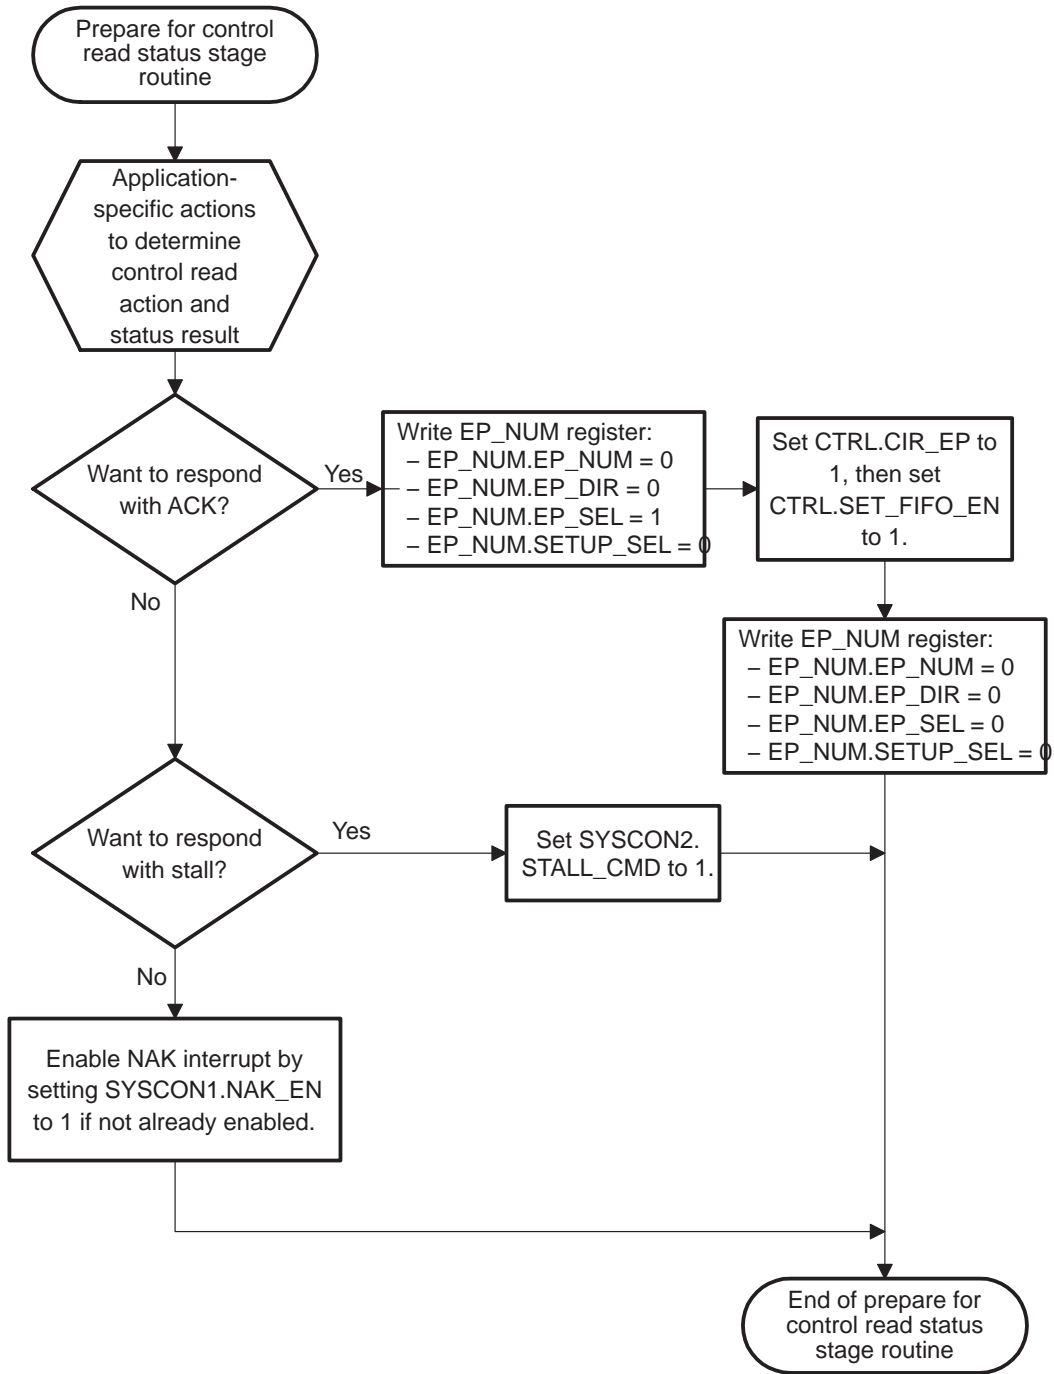 Prepare for control
read status stage
routine
Application-
specific actions
to determine
control read
action and
status result
Want to respond
with ACK?
Yes
No
Write EP_NUM register:
– EP_NUM.EP_NUM = 0
– EP_NUM.EP_DIR = 0
– EP_NUM.EP_SEL = 1
– EP_NUM.SETUP_SEL = 0
Set CTRL.CIR_EP to
1, then set
CTRL.SET_FIFO_EN
to 1.
Write EP_NUM register:
– EP_NUM.EP_NUM = 0
– EP_NUM.EP_DIR = 0
– EP_NUM.EP_SEL = 0
– EP_NUM.SETUP_SEL = 0
Want to respond
with stall?
Yes
No
Set SYSCON2.
STALL_CMD to 1.
Enable NAK interrupt by
setting SYSCON1.NAK_EN
to 1 if not already enabled.
End of prepare for
control read status
stage routine